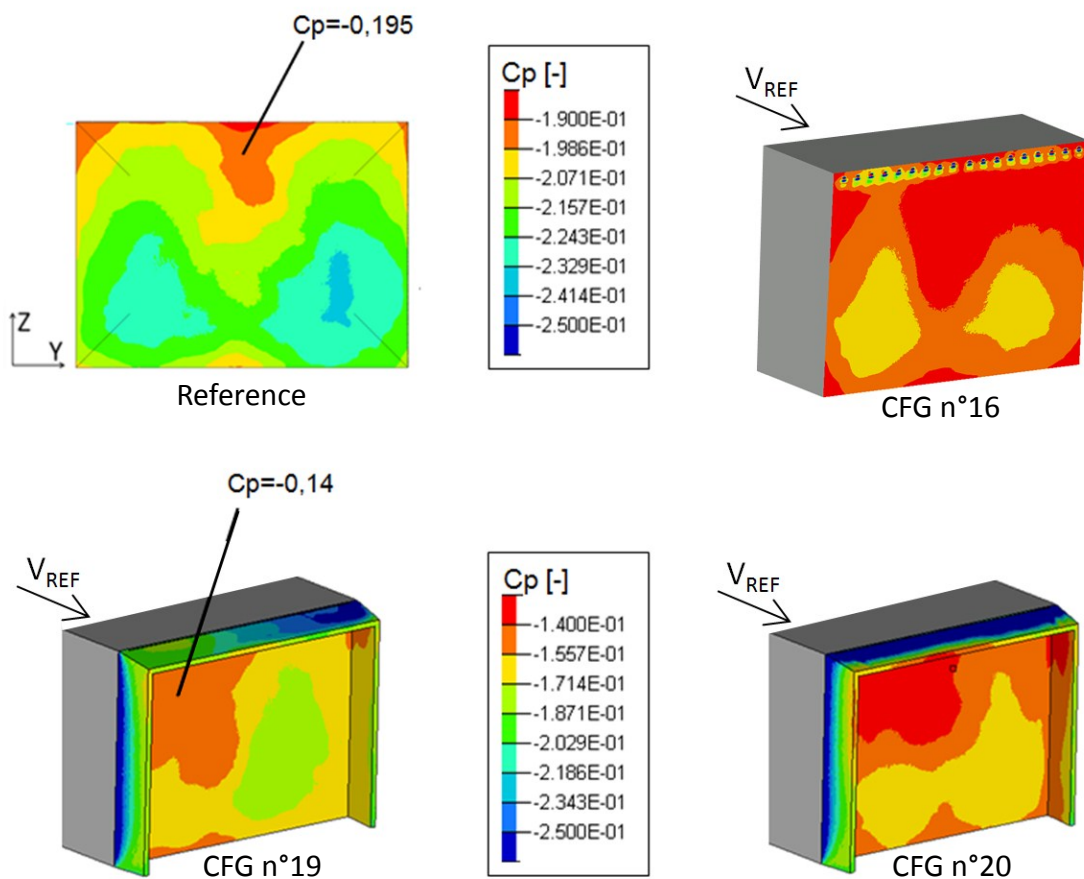 Cp=-0,195
Cp [-]
-1.900E-01
-1.986E-01
-2.071E-01
-2.157E-01
-2.243E-01
-2.329E-01
-2.414E-01
-2.500E-01
VREF
Z
Y
Reference
CFG n°16
Cp=-0,14
VREF
Cp [-]
-1.400E-01
-1.557E-01
-1.714E-01
-1.871E-01
-2.029E-01
-2.186E-01
-2.343E-01
-2.500E-01
VREF
CFG n°19
CFG n°20